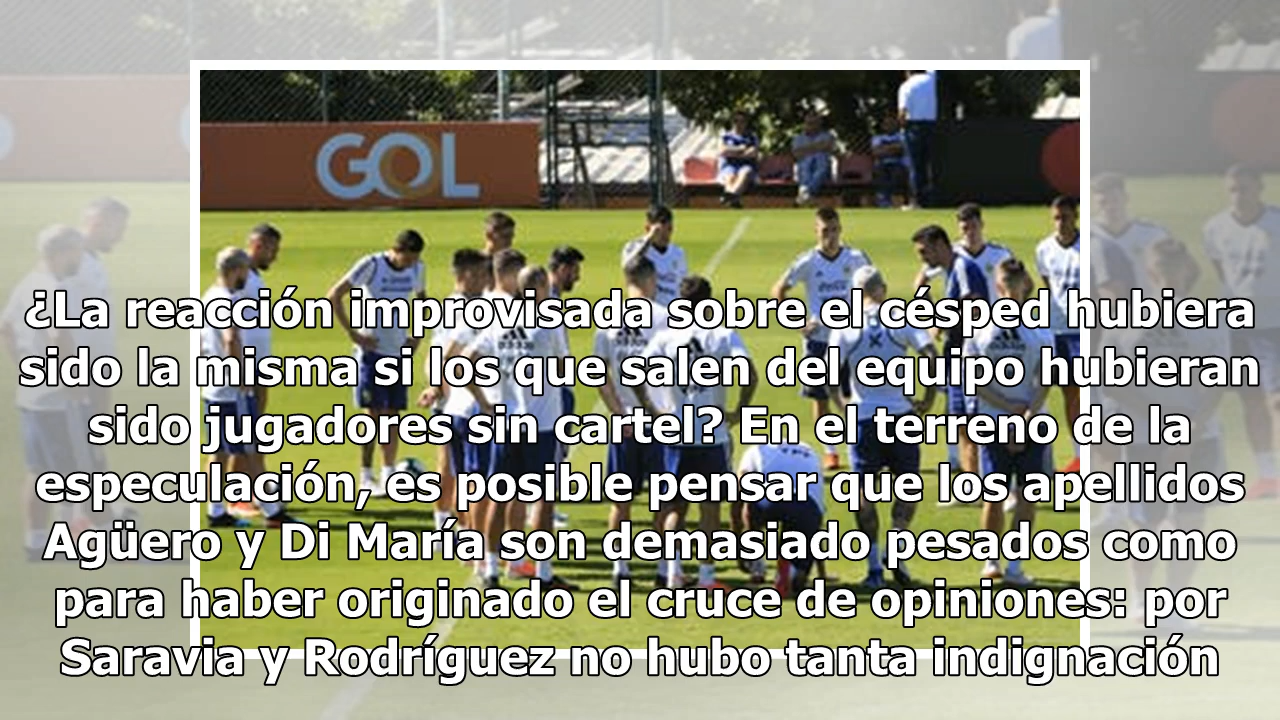 GOL
¿La reacción improvisada sobre el césped hubiera
sido la misma si los que salen del equipo hubieran
sido jugadores sin cartel? En el terreno de la
especulación, es posible pensar que los apellidos
Agüero y Di María son demasiado pesados como
para haber originado el cruce de opiniones: por
Saravia y Rodríguez no hubo tanta indignación